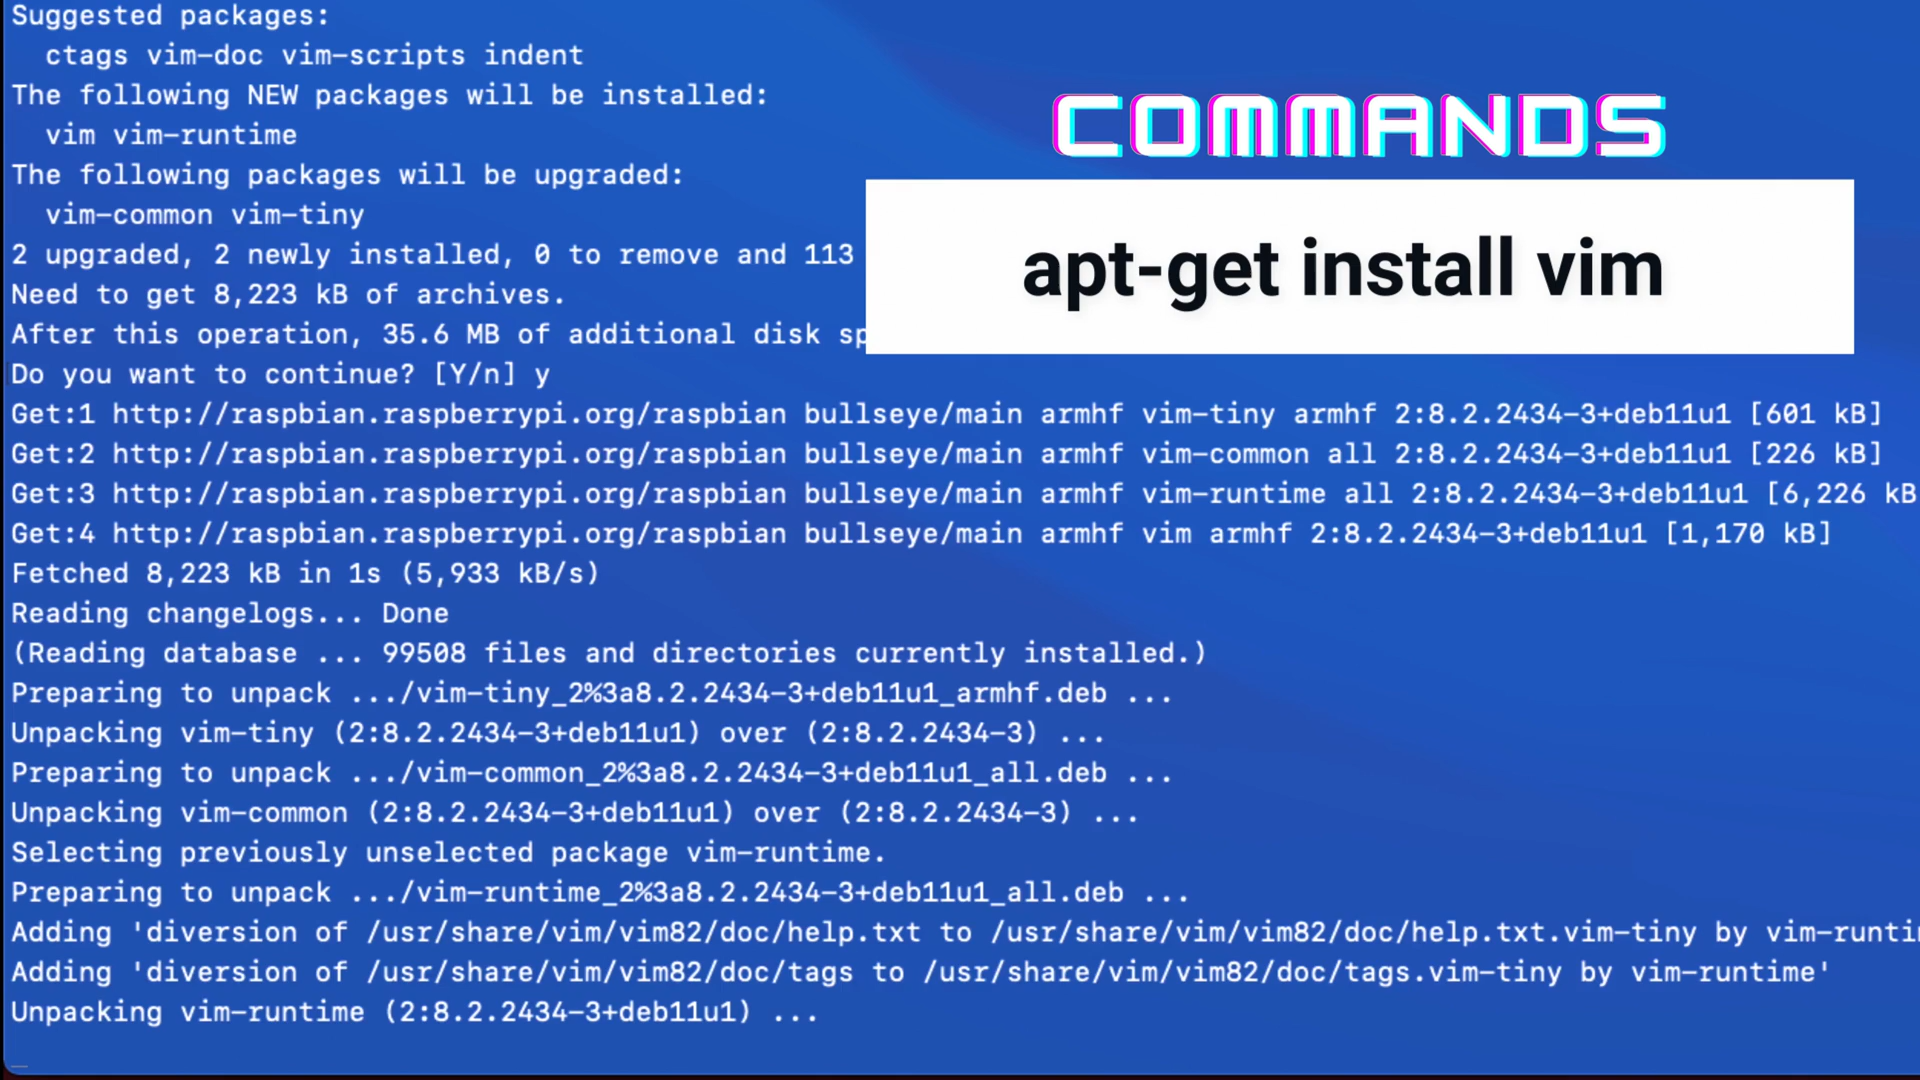 Suggested packages:
ctags vim-doc vim-scripts indent
The following NEW packages will be installed:
vim vim-runtime
The following packages will be upgraded:
vim-common vim-tiny
2 upgraded, 2 newly installed, 0 to remove and 113
Need to get 8,223 kB of archives.
After this operation, 35.6 MB of additional disk sp
Do you want to continue? [Y/n] y
Get:1 http://raspbian.raspberrypi.org/raspbian bullseye/main armhf vim-tiny armhf 2:8.2.2434-3+deb11u1 [601 kB]
Get:2 http://raspbian.raspberrypi.org/raspbian bullseye/main armhf vim-common all 2:8.2.2434-3+deb11u1 [226 kB]
Get:3 http://raspbian.raspberrypi.org/raspbian bullseye/main armhf vim-runtime all 2:8.2.2434-3+deb11u1 [6,226 kB
Get:4 http://raspbian.raspberrypi.org/raspbian bullseye/main armhf vim armhf 2:8.2.2434-3+deb11u1 [1,170 kB]
Fetched 8,223 kB in 1s (5,933 kB/s)
Reading changelogs... Done
(Reading database ... 99508 files and directories currently installed.)
Preparing to unpack .../vim-tiny_2%3a8.2.2434-3+deb11u1_armhf.deb ...
Unpacking vim-tiny (2:8.2.2434-3+deb11u1) over (2:8.2.2434-3) ...
Preparing to unpack .../vim-common_2%3a8.2.2434-3+deb11u1_all.deb ...
Unpacking vim-common (2:8.2.2434-3+deb11u1) over (2:8.2.2434-3) ...
Selecting previously unselected package vim-runtime.
Preparing to unpack .../vim-runtime_2%3a8.2.2434-3+deb11u1_all.deb ...
Adding 'diversion of /usr/share/vim/vim82/doc/help.txt to /usr/share/vim/vim82/doc/help.txt.vim-tiny by vim-runti
Adding 'diversion of /usr/share/vim/vim82/doc/tags to /usr/share/vim/vim82/doc/tags.vim-tiny by vim-runtime'
Unpacking vim-runtime (2:8.2.2434-3+deb11u1) ...
COMMANDS
apt-get install vim